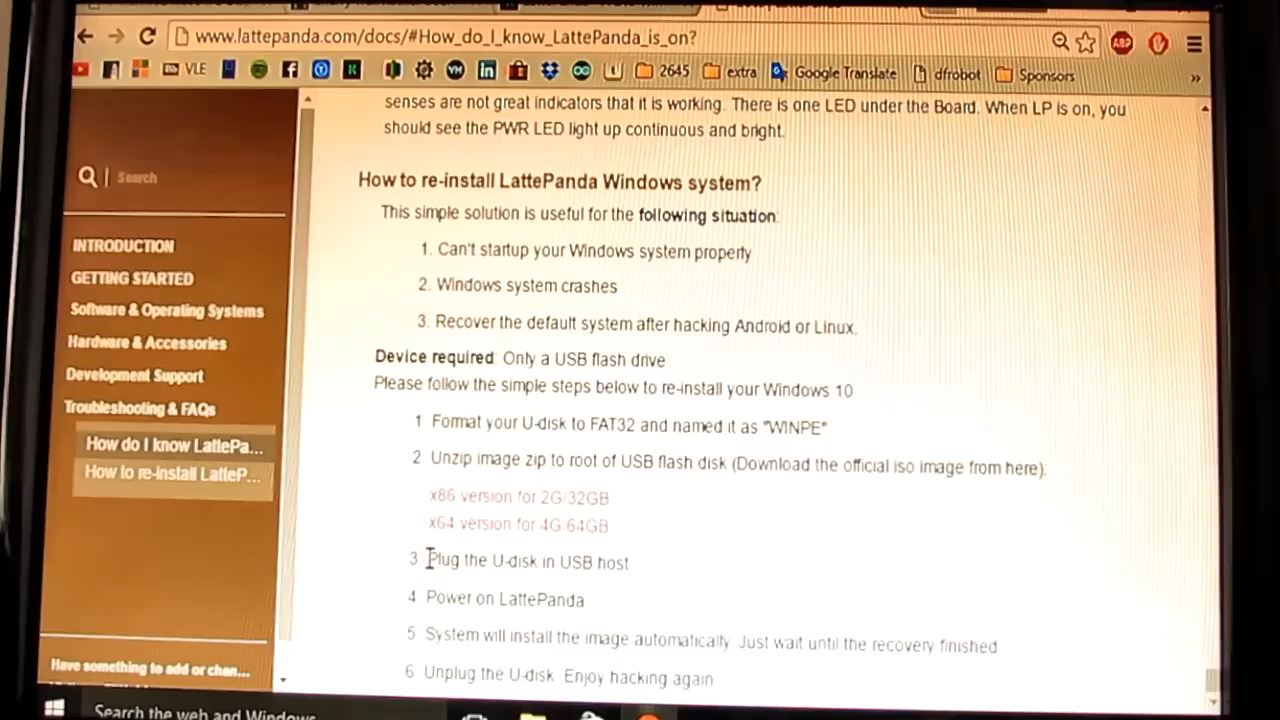 www.lattepanda.com/docs/#How_do_I_know_LattePanda_is_on?
ABP
VLE
VM
in
2645
extra
Google Translate
dfrobot
Sponsors
»
Search
INTRODUCTION
GETTING STARTED
Software & Operating Systems
Hardware & Accessories
Development Support
Troubleshooting & FAQs
How do I know LattePa...
How to re-install LatteP...
Have something to add or chan...
senses are not great indicators that it is working. There is one LED under the Board. When LP is on, you
should see the PWR LED light up continuous and bright.
How to re-install LattePanda Windows system?
This simple solution is useful for the following situation:
1. Can't startup your Windows system property
2. Windows system crashes
3. Recover the default system after hacking Android or Linux.
Device required: Only a USB flash drive
Please follow the simple steps below to re-install your Windows 10
1 Format your U-disk to FAT32 and named it as "WINPE"
2 Unzip image zip to root of USB flash disk (Download the official iso image from here).
x86 version for 2G/32GB
x64 version for 4G/64GB
3 Plug the U-disk in USB host
4 Power on LattePanda
5 System will install the image automatically. Just wait until the recovery finished
6 Unplug the U-disk. Enjoy hacking again
Search the web and Windows